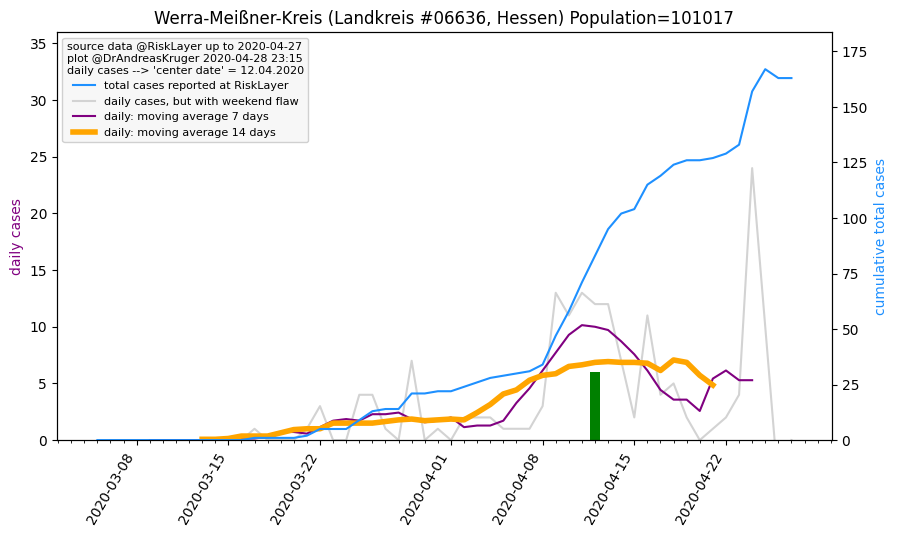 Werra-Meißner-Kreis (Landkreis #06636, Hessen) Population=101017
source data @RiskLayer up to 2020-04-27
plot @DrAndreasKruger 2020-04-28 23:15
daily cases --> 'center date' = 12.04.2020
total cases reported at RiskLayer
daily cases, but with weekend flaw
daily: moving average 7 days
daily: moving average 14 days
daily cases
35
30
25
20
15
10
5
0
cumulative total cases
175
150
125
100
75
50
25
0
2020-03-08
2020-03-15
2020-03-22
2020-04-01
2020-04-08
2020-04-15
2020-04-22